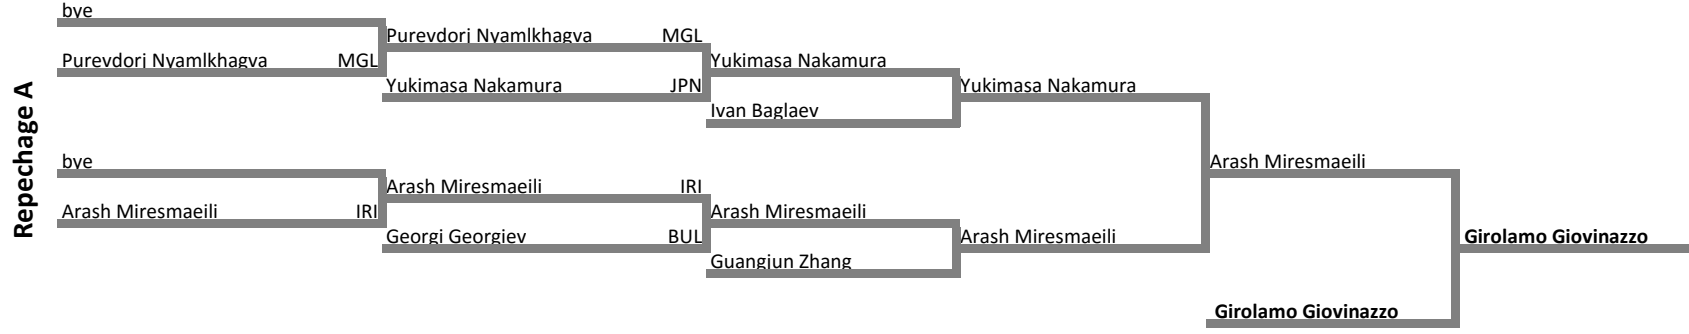 Repechage A
bye
Purevdorj Nyamlkhagva MGL
Purevdorj Nyamlkhagva MGL
Yukimasa Nakamura JPN
Yukimasa Nakamura
Ivan Baglaev
Yukimasa Nakamura
bye
Arash Miresmaeili IRI
Arash Miresmaeili IRI
Georgi Georgiev BUL
Arash Miresmaeili
Guangjun Zhang
Arash Miresmaeili
Arash Miresmaeili
Girolamo Giovinazzo
Girolamo Giovinazzo